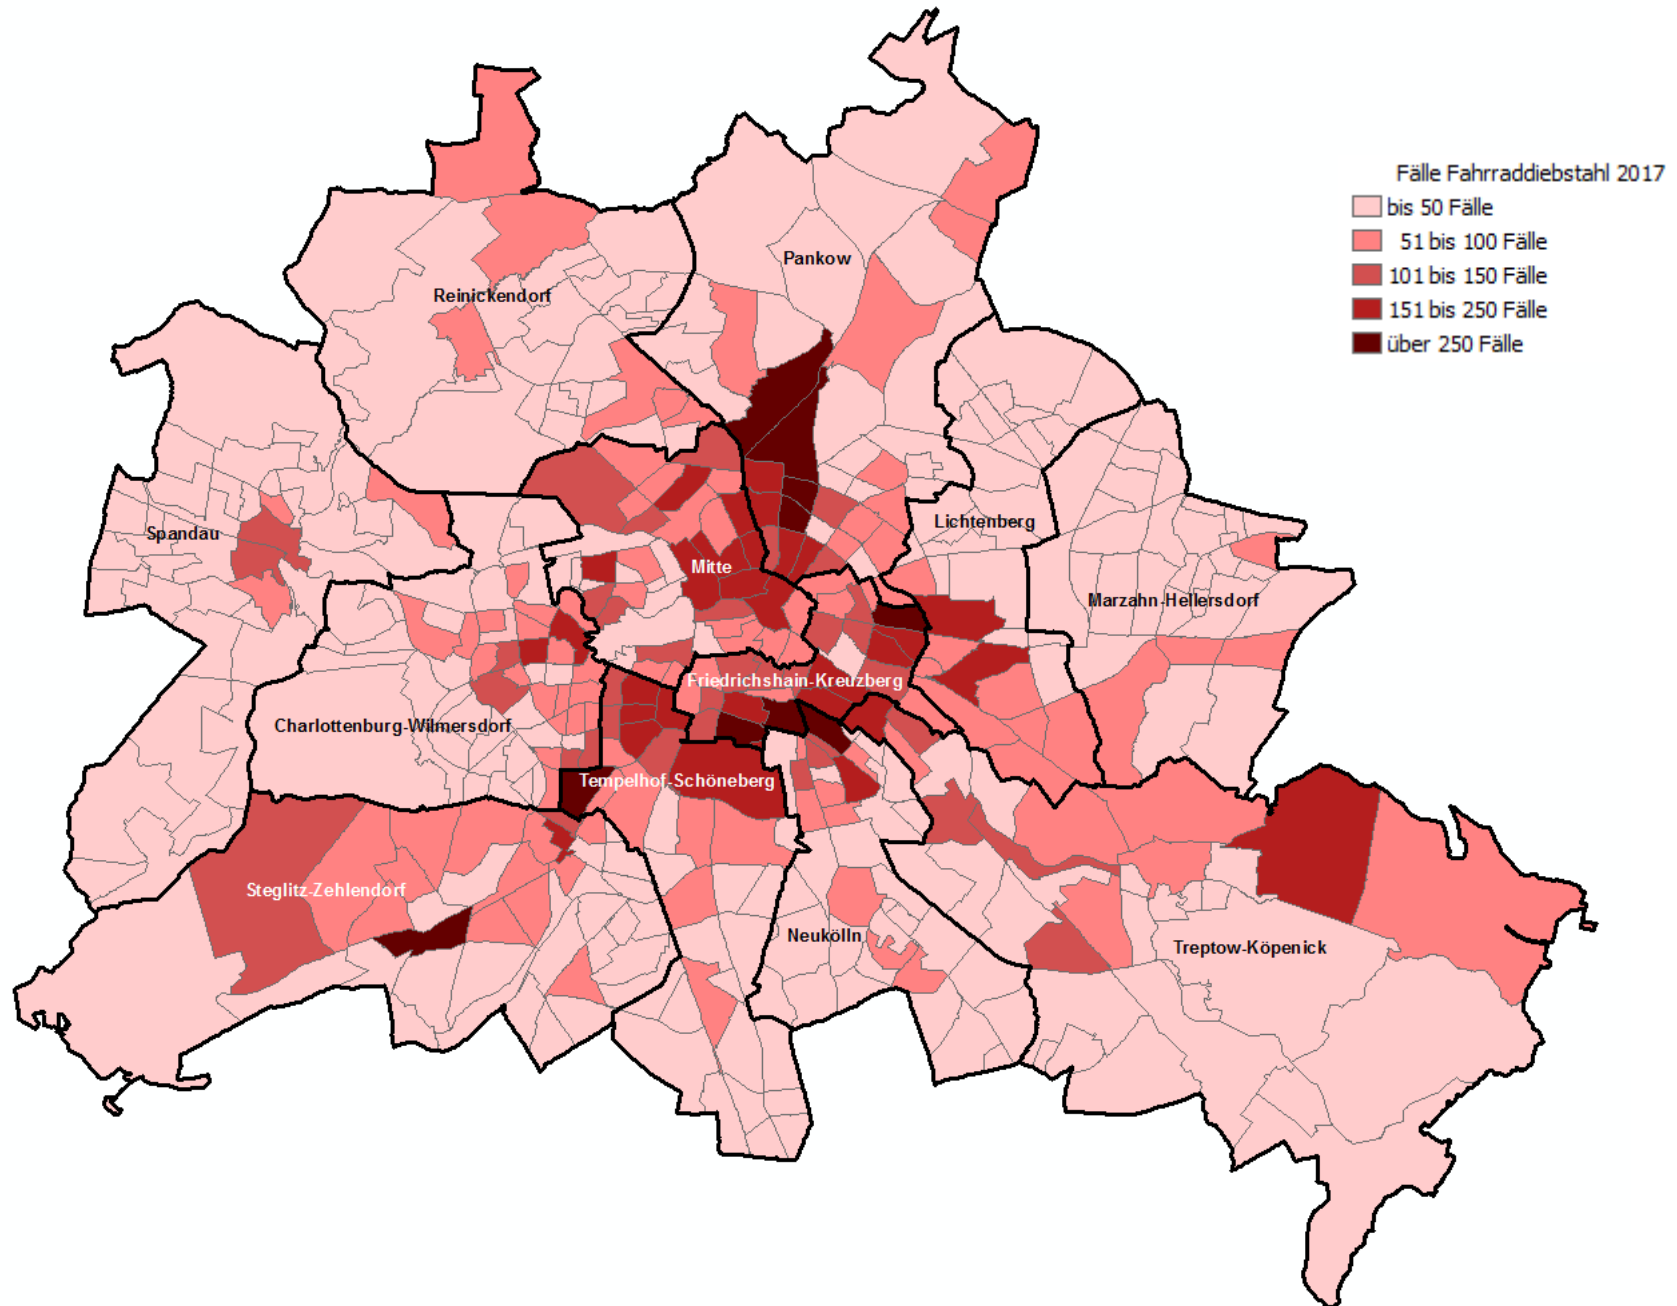 Fälle Fahrraddiebstahl 2017
bis 50 Fälle
51 bis 100 Fälle
101 bis 150 Fälle
151 bis 250 Fälle
über 250 Fälle
Pankow
Reinickendorf
Spandau
Lichtenberg
Mitte
Marzahn-Hellersdorf
Friedrichshain-Kreuzberg
Charlottenburg-Wilmersdorf
Tempelhof-Schöneberg
Steglitz-Zehlendorf
Neukölln
Treptow-Köpenick